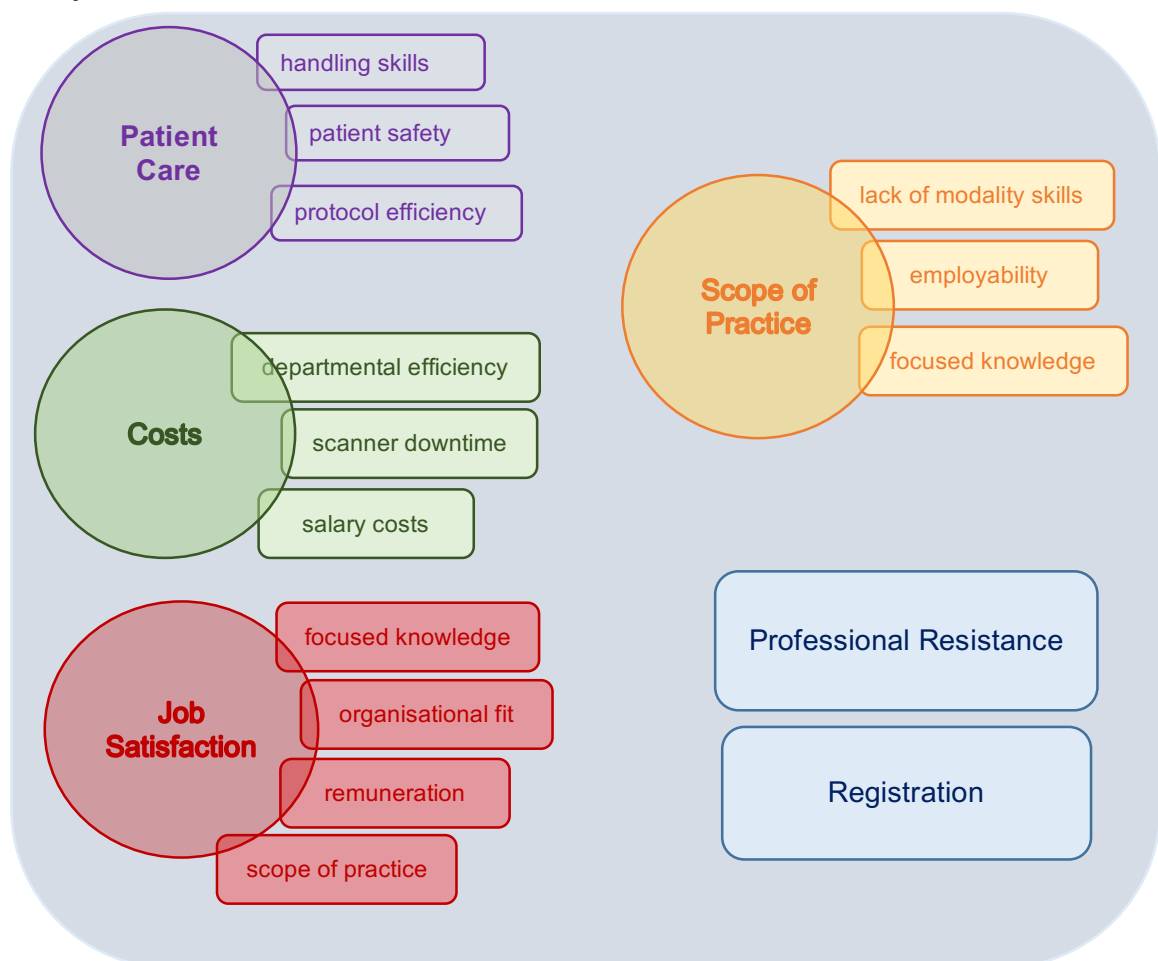 Patient
Care
handling skills
patient safety
protocol efficiency
Costs
departmental efficiency
scanner downtime
salary costs
Job
Satisfaction
focused knowledge
organisational fit
remuneration
scope of practice
Scope of
Practice
lack of modality skills
employability
focused knowledge
Professional Resistance
Registration